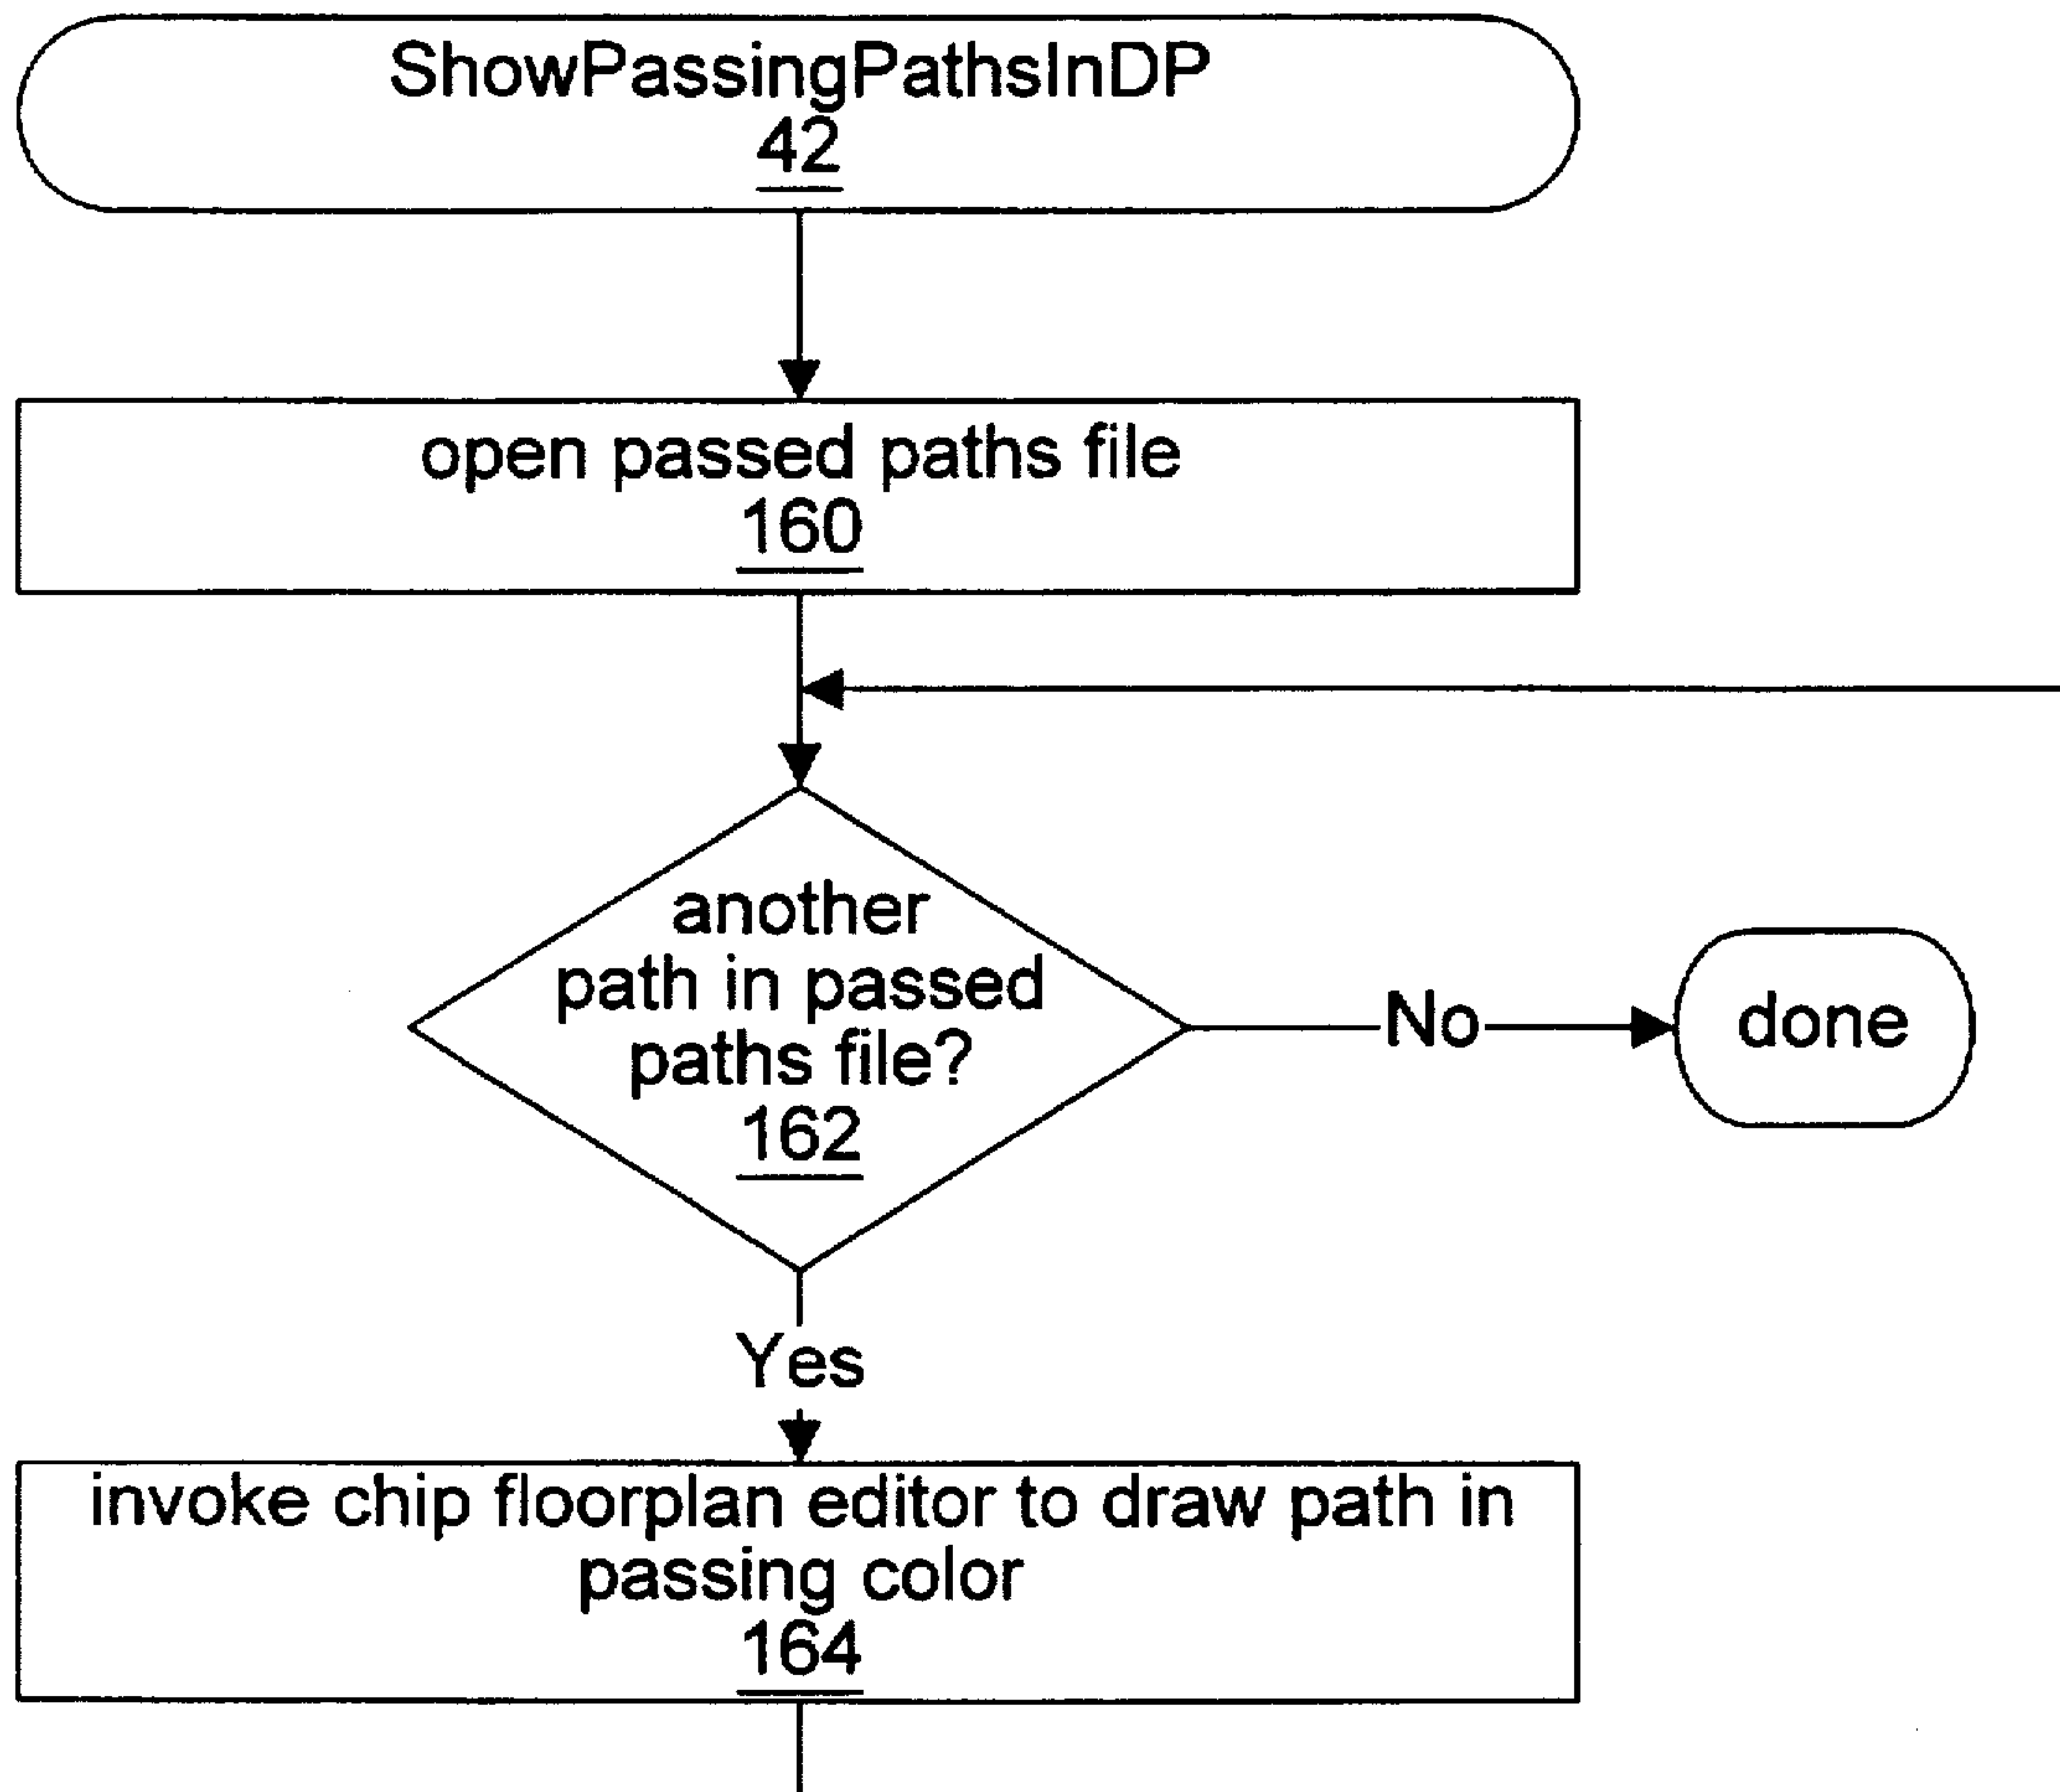 ShowPassingPathsInDP
42
open passed paths file
160
another
path in passed
paths file?
162
No
done
Yes
invoke chip floorplan editor to draw path in
passing color
164